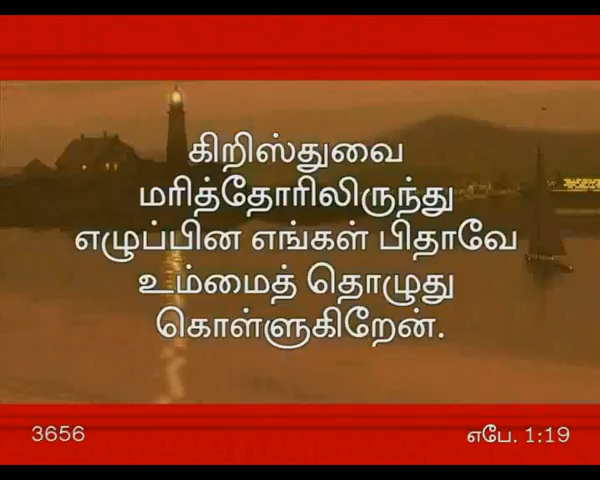 கிறிஸ்துவை
மரித்தோரிலிருந்து
எழுப்பின எங்கள் பிதாவே
உம்மைத் தொழுது
கொள்ளுகிறேன்.
3656
எபே. 1:19